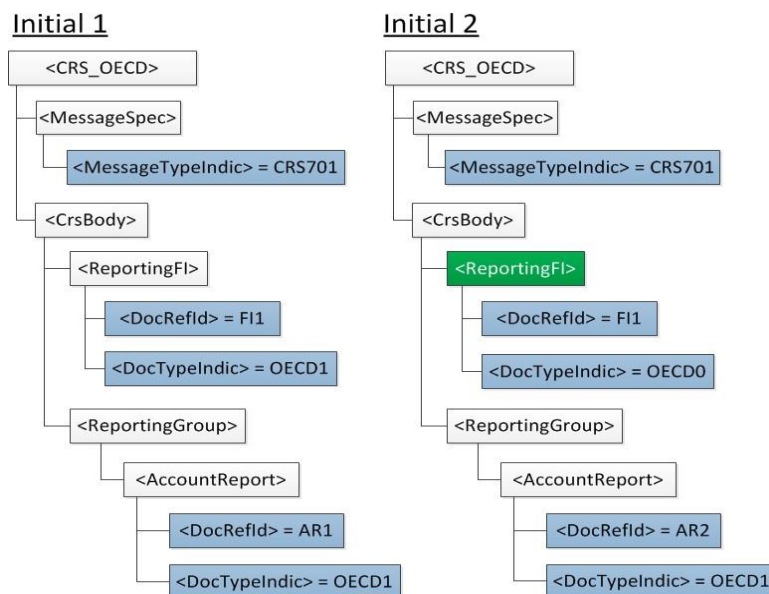 Initial 1
<CRS_OECD>
<MessageSpec>
<MessageTypeIndic> = CRS701
<CrsBody>
<ReportingFI>
<DocRefId> = FI1
<DocTypeIndic> = OECD1
<ReportingGroup>
<AccountReport>
<DocRefId> = AR1
<DocTypeIndic> = OECD1
Initial 2
<CRS_OECD>
<MessageSpec>
<MessageTypeIndic> = CRS701
<CrsBody>
<ReportingFI>
<DocRefId> = FI1
<DocTypeIndic> = OECD0
<ReportingGroup>
<AccountReport>
<DocRefId> = AR2
<DocTypeIndic> = OECD1